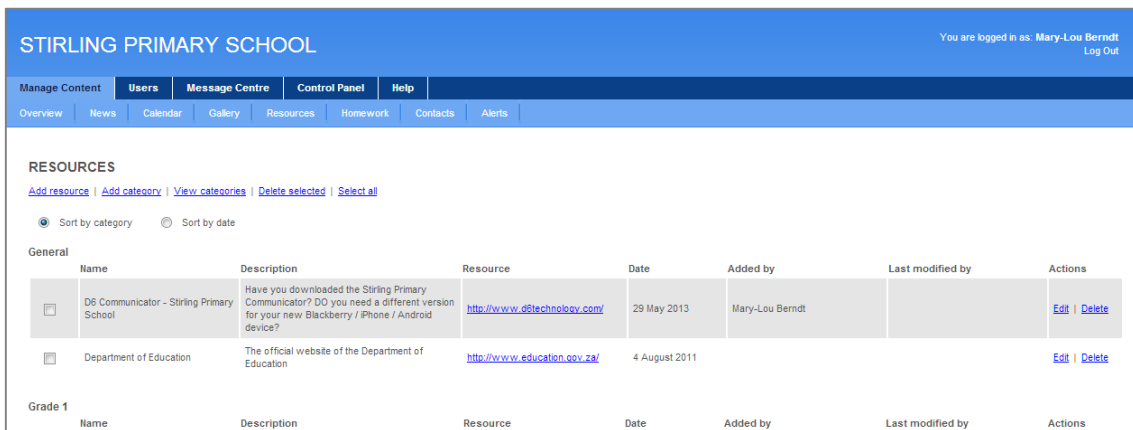 STIRLING PRIMARY SCHOOL
You are logged in as: Mary-Lou Berndt
Log Out
Manage Content Users Message Centre Control Panel Help
Overview News Calendar Gallery Resources Homework Contacts Alerts
RESOURCES
Add resource | Add category | View categories | Delete selected | Select all
Sort by category Sort by date
General
Name Description Resource Date Added by Last modified by Actions
D6 Communicator - Stirling Primary
School
Have you downloaded the Stirling Primary
Communicator? DO you need a different version
for your new Blackberry / iPhone / Android
device?
http://www.d6technology.com/
29 May 2013
Mary-Lou Berndt
Edit | Delete
Department of Education
The official website of the Department of
Education
http://www.education.gov.za/
4 August 2011
Edit | Delete
Grade 1
Name Description Resource Date Added by Last modified by Actions